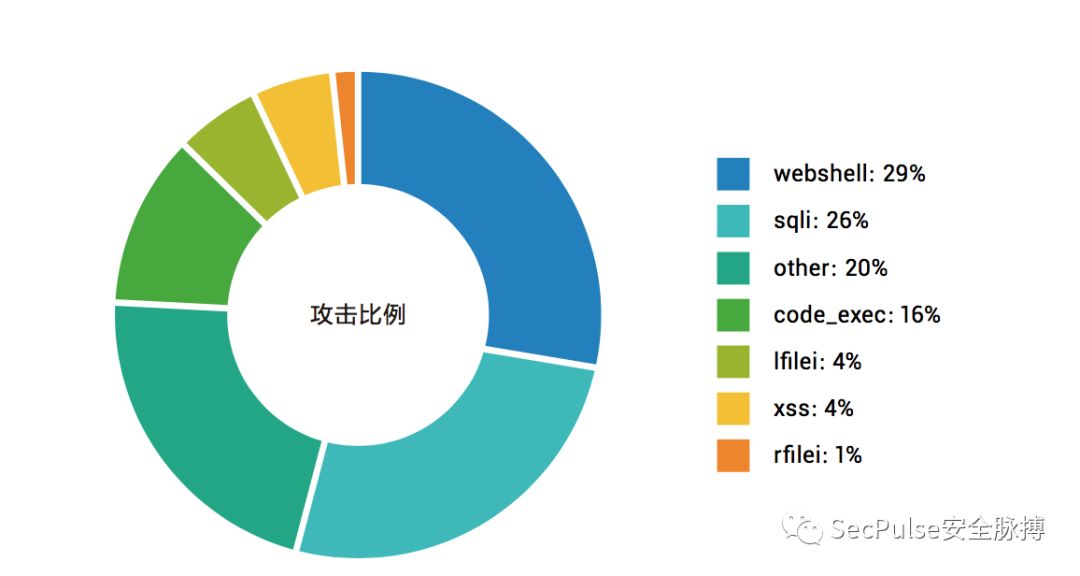 攻击比例
webshell: 29%
sqli: 26%
other: 20%
code_exec: 16%
lfilei: 4%
xss: 4%
rfilei: 1%
SecPulse安全脉搏